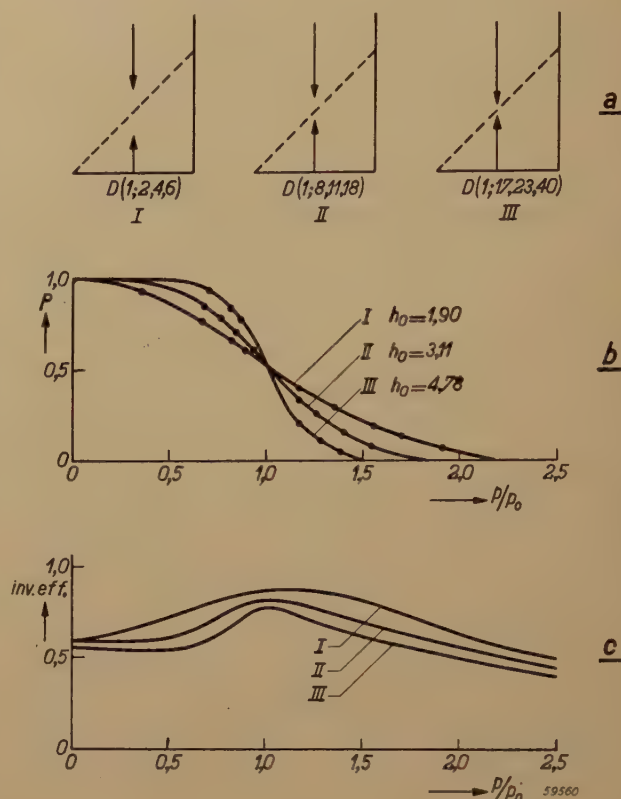 a
D(1;2,4,6) D(1;8,11,18) D(1;17,23,40)
I II III
1,0
P
0,5
0
I h₀=1,90
II h₀=3,11
III h₀=4,78
b
0 0,5 1,0 1,5 2,0 2,5
p/p₀
1,0
inv. eff.
0,5
0
I
II
III
c
0 0,5 1,0 1,5 2,0 2,5
p/p₀
59560